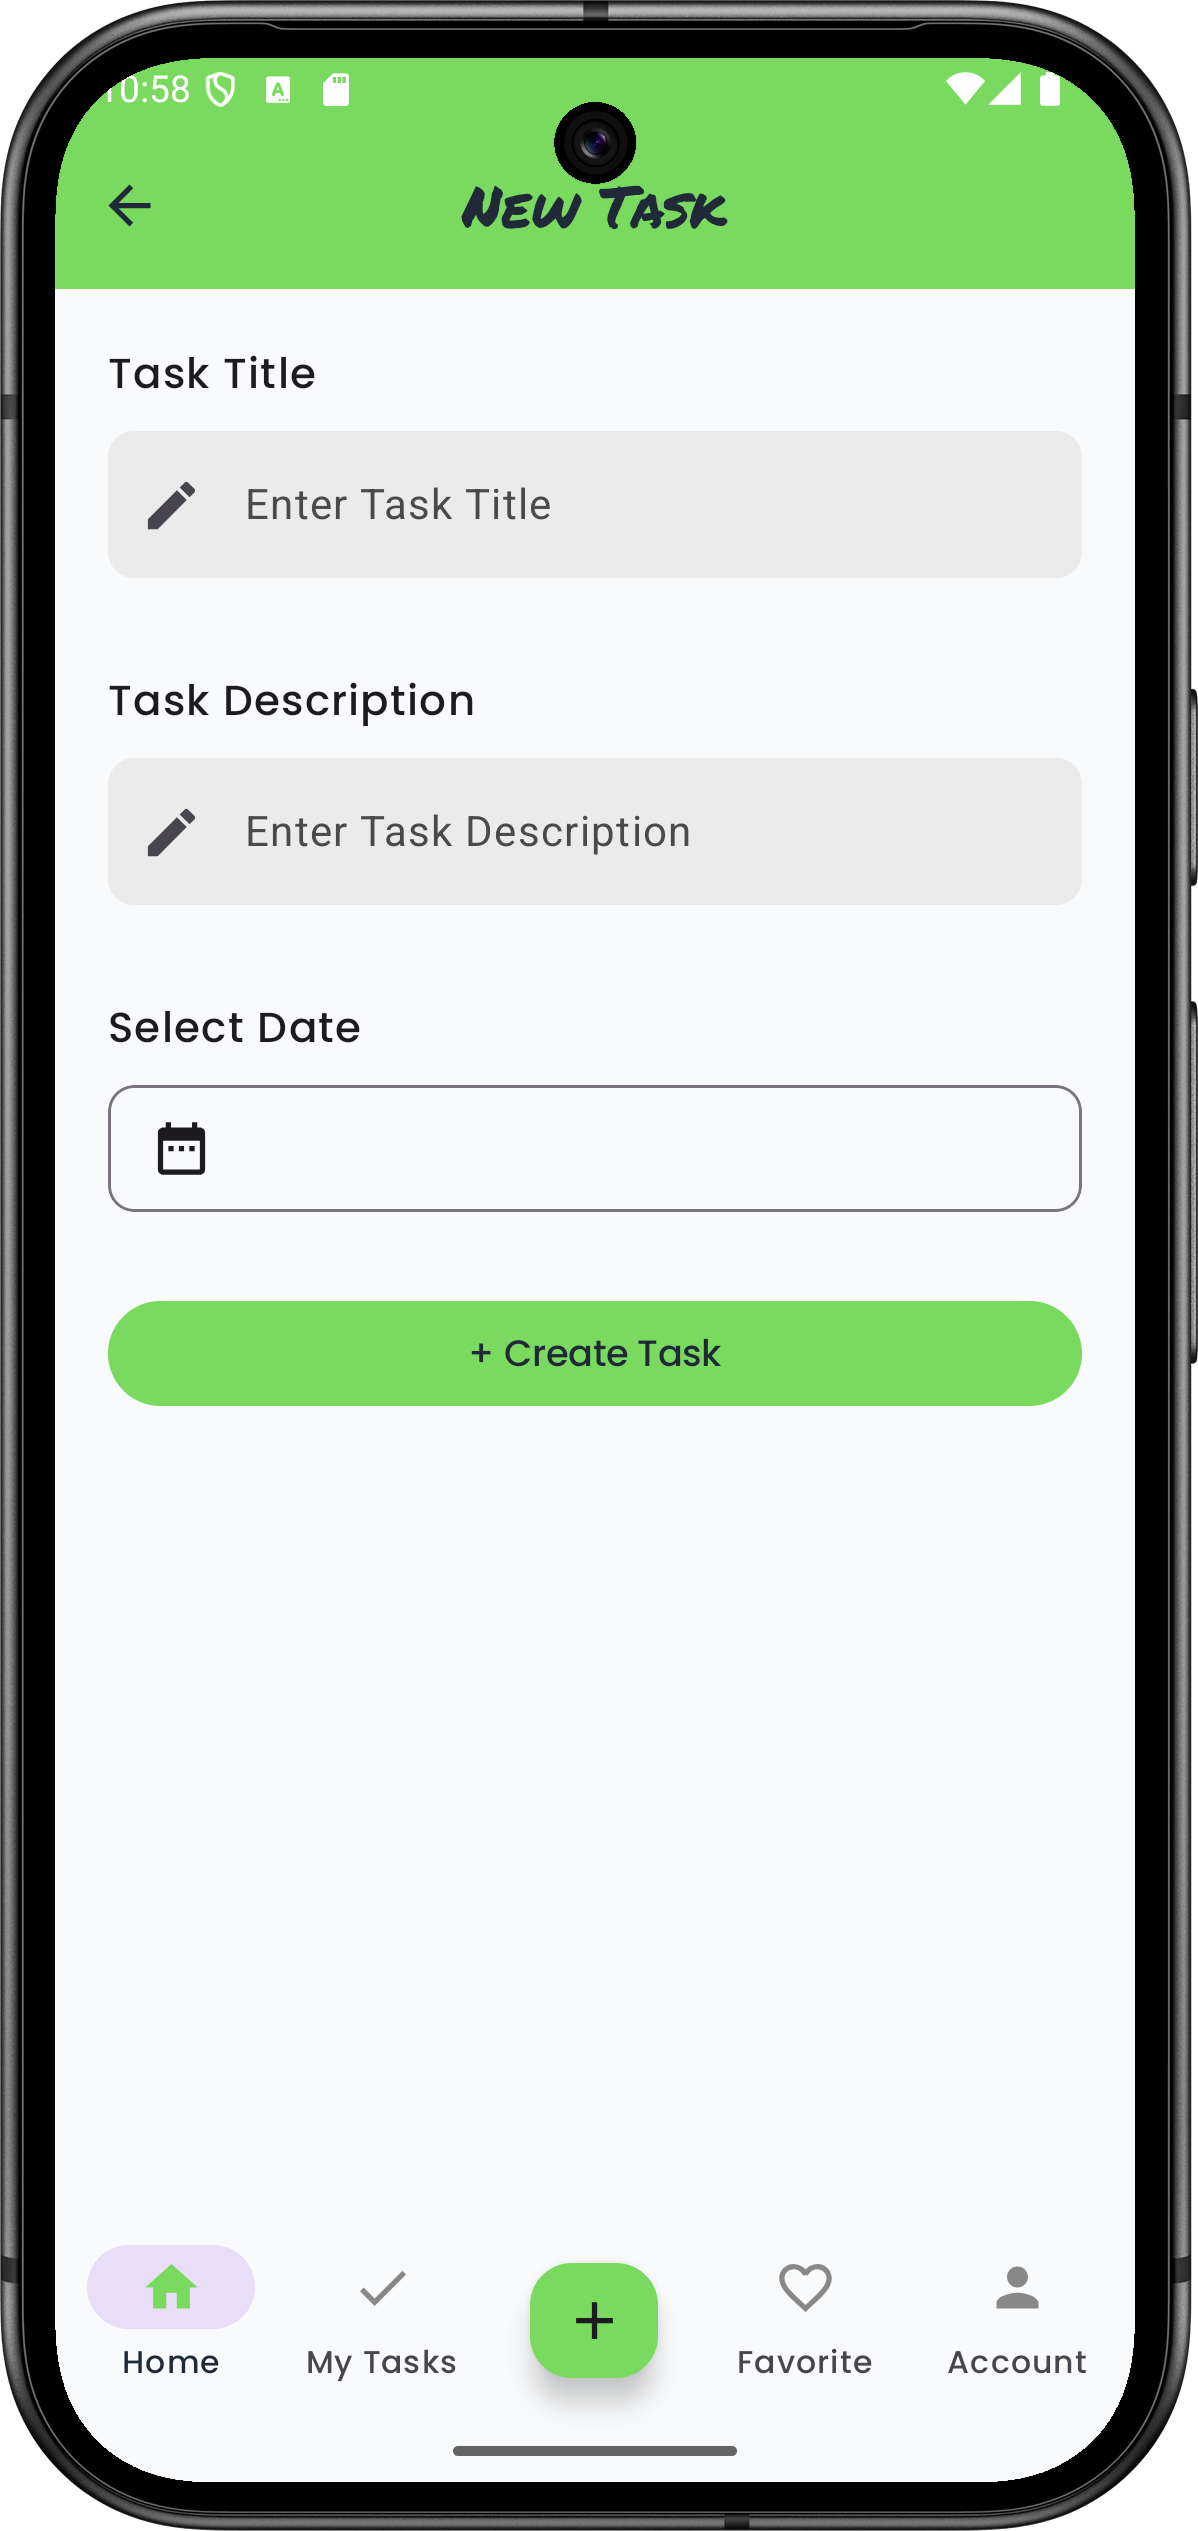 10:58
New Task
Task Title
Enter Task Title
Task Description
Enter Task Description
Select Date
+ Create Task
Home
My Tasks
Favorite
Account